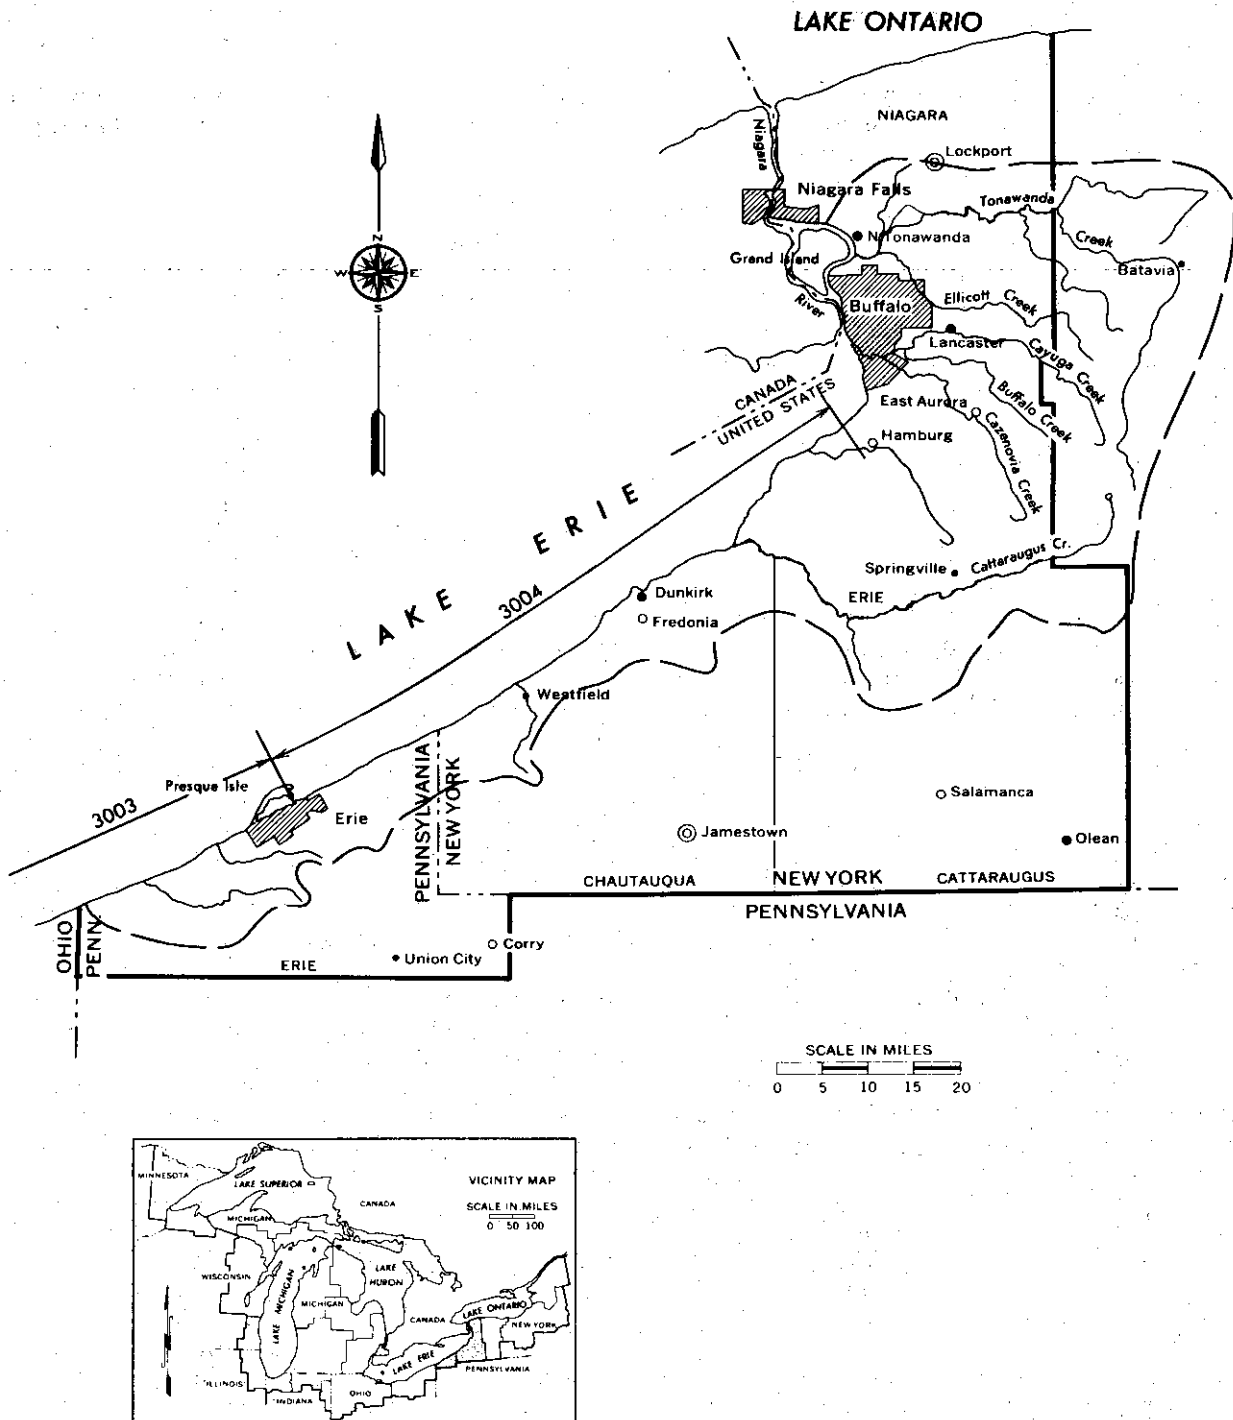 LAKE ONTARIO
NIAGARA
Niagara
Lockport
Niagara Falls
Tonawanda
Creek
N.Tonawanda
Grand Island
Batavia
River
Buffalo
Ellicott
Creek
Lancaster
Cayuga Creek
CANADA
UNITED STATES
East Aurora
Buffalo Creek
Hamburg
Cazenovia Creek
N
W
E
S
LAKE ERIE
Springville
Cattaraugus Cr.
ERIE
3004
Dunkirk
Fredonia
Westfield
Presque Isle
3003
Erie
PENNSYLVANIA
NEW YORK
Salamanca
Jamestown
Olean
CHAUTAUQUA
NEW YORK
CATTARAUGUS
PENNSYLVANIA
OHIO
PENN.
Corry
Union City
ERIE
SCALE IN MILES
0 5 10 15 20
VICINITY MAP
SCALE IN MILES
0 50 100
MINNESOTA
LAKE SUPERIOR
CANADA
MICHIGAN
WISCONSIN
LAKE MICHIGAN
LAKE
HURON
MICHIGAN
CANADA
LAKE ONTARIO
NEW YORK
LAKE ERIE
PENNSYLVANIA
ILLINOIS
INDIANA
OHIO